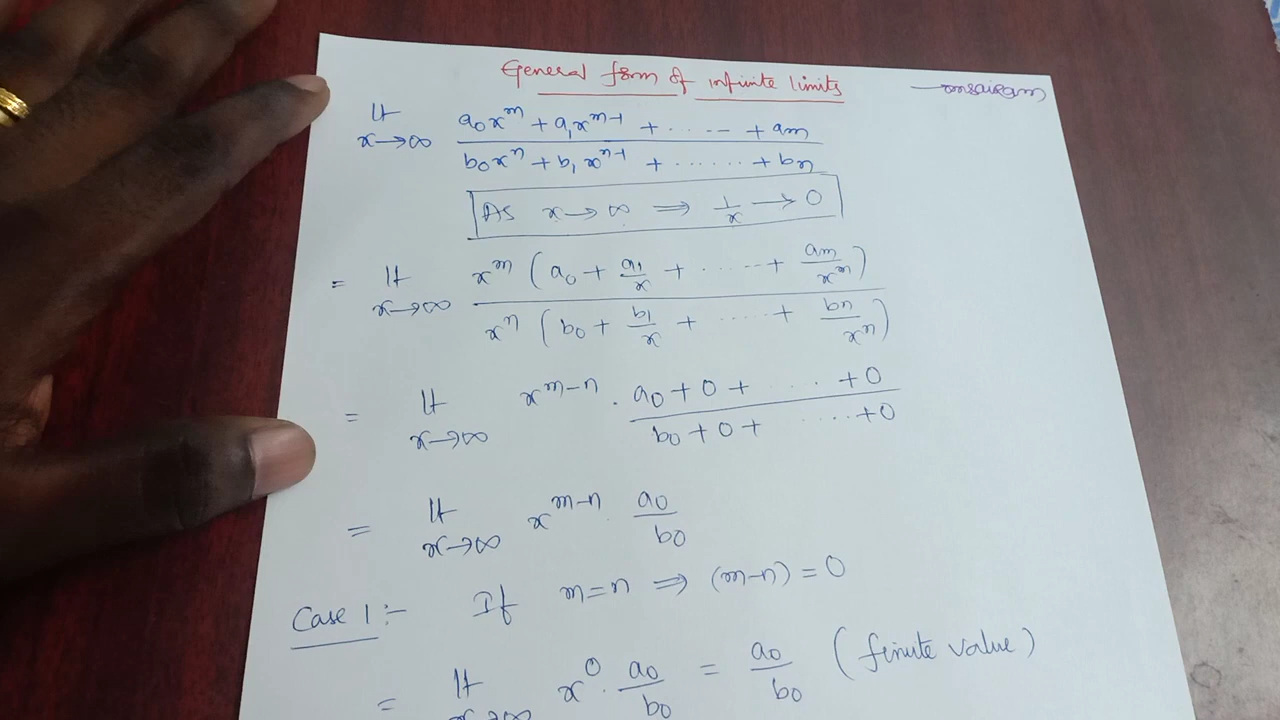 General form of infinite limits
omsairam
lt x→∞ (a₀xᵐ + a₁xᵐ⁻¹ + ...... + aₘ) / (b₀xⁿ + b₁xⁿ⁻¹ + ...... + bₙ)
As x→∞ ⇒ 1/x → 0
= lt x→∞ xᵐ (a₀ + a₁/x + ...... + aₘ/xᵐ) / xⁿ (b₀ + b₁/x + ...... + bₙ/xⁿ)
= lt x→∞ xᵐ⁻ⁿ . (a₀ + 0 + .... + 0) / (b₀ + 0 + ..... + 0)
= lt x→∞ xᵐ⁻ⁿ . a₀/b₀
Case 1:- If m=n ⇒ (m-n) = 0
= lt x→∞ x⁰ . a₀/b₀ = a₀/b₀ (finite value)